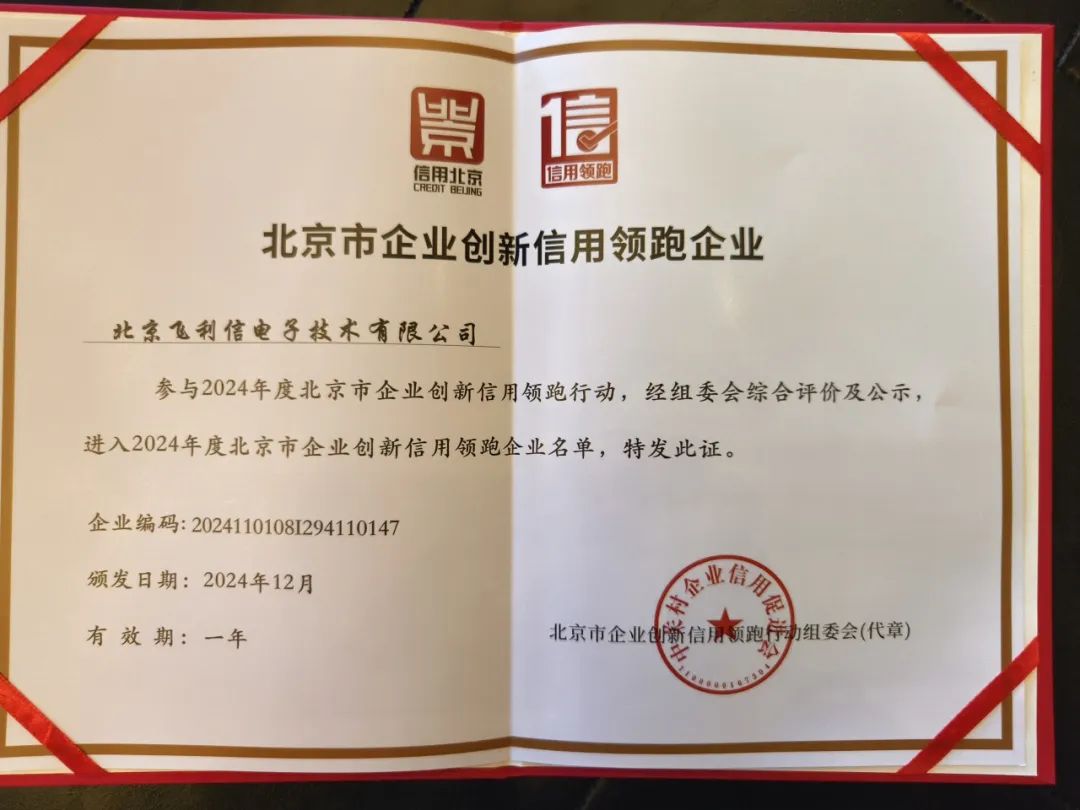 信用北京
CREDIT BEIJING
信
信用领跑
北京市企业创新信用领跑企业
北京飞利信电子技术有限公司
参与2024年度北京市企业创新信用领跑行动，经组委会综合评价及公示，
进入2024年度北京市企业创新信用领跑企业名单，特发此证。
企业编码：2024110108I294110147
颁发日期：2024年12月
有 效 期：一年
北京市企业创新信用领跑行动组委会(代章)
中关村企业信用促进会